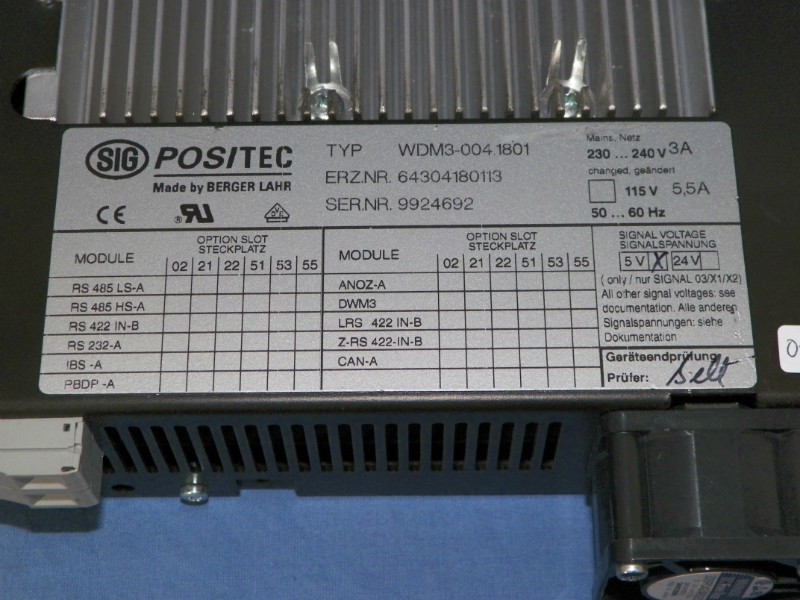 SIG POSITEC
Made by BERGER LAHR
CE
TYP WDM3-004.1801
ERZ.NR. 64304180113
SER.NR. 9924692
Mains, Netz
230 ... 240 V 3A
changed, geändert
115 V 5,5A
50 ... 60 Hz
MODULE
OPTION SLOT
STECKPLATZ
02 21 22 51 53 55
RS 485 LS-A
RS 485 HS-A
RS 422 IN-B
RS 232-A
IBS -A
PBDP -A
MODULE
OPTION SLOT
STECKPLATZ
02 21 22 51 53 55
ANOZ-A
DWM3
LRS 422 IN-B
Z-RS 422-IN-B
CAN-A
SIGNAL VOLTAGE
SIGNALSPANNUNG
5 V X 24 V
( only / nur SIGNAL 03/X1/X2)
All other signal voltages: see
documentation. Alle anderen
Signalspannungen: siehe
Dokumentation
Geräteendprüfung
Prüfer: